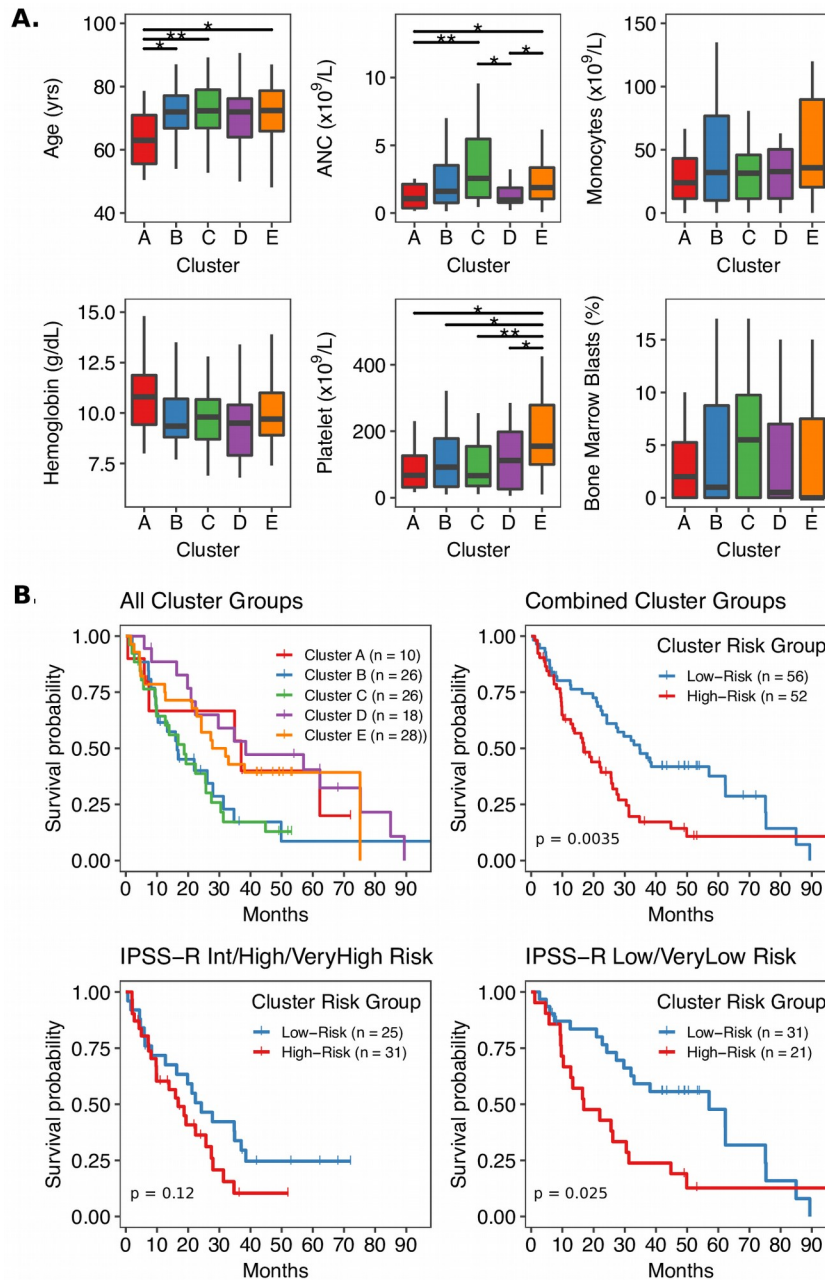 A.
Age (yrs)
100
80
60
40
*
**
*
A B C D E
Cluster
ANC (x10⁹/L)
10
5
0
*
**
*
*
A B C D E
Cluster
Monocytes (x10⁹/L)
150
100
50
0
A B C D E
Cluster
Hemoglobin (g/dL)
15.0
12.5
10.0
7.5
A B C D E
Cluster
Platelet (x10⁹/L)
400
200
0
*
*
**
*
A B C D E
Cluster
Bone Marrow Blasts (%)
15
10
5
0
A B C D E
Cluster
B.
All Cluster Groups
Survival probability
1.00
0.75
0.50
0.25
0.00
Cluster A (n = 10)
Cluster B (n = 26)
Cluster C (n = 26)
Cluster D (n = 18)
Cluster E (n = 28))
0 10 20 30 40 50 60 70 80 90
Months
Combined Cluster Groups
Survival probability
1.00
0.75
0.50
0.25
0.00
Cluster Risk Group
Low−Risk (n = 56)
High−Risk (n = 52
p = 0.0035
0 10 20 30 40 50 60 70 80 90
Months
IPSS−R Int/High/VeryHigh Risk
Survival probability
1.00
0.75
0.50
0.25
0.00
Cluster Risk Group
Low−Risk (n = 25)
High−Risk (n = 31)
p = 0.12
0 10 20 30 40 50 60 70 80 90
Months
IPSS−R Low/VeryLow Risk
Survival probability
1.00
0.75
0.50
0.25
0.00
Cluster Risk Group
Low−Risk (n = 31)
High−Risk (n = 21)
p = 0.025
0 10 20 30 40 50 60 70 80 90
Months